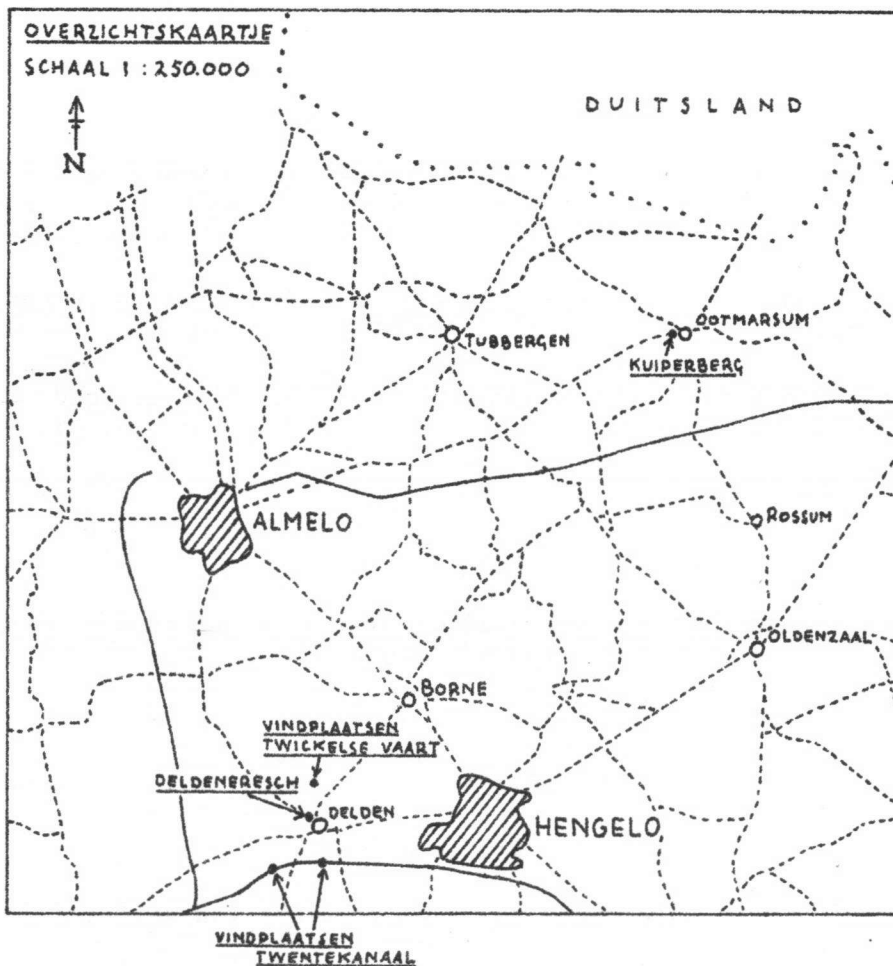 OVERZICHTSKAARTJE
SCHAAL 1 : 250.000
N
DUITSLAND
OOTMARSUM
TUBBERGEN
KUIPERBERG
ALMELO
ROSSUM
OLDENZAAL
BORNE
VINDPLAATSEN
TWICKELSE VAART
DELDENERESCH
DELDEN
HENGELO
VINDPLAATSEN
TWENTEKANAAL